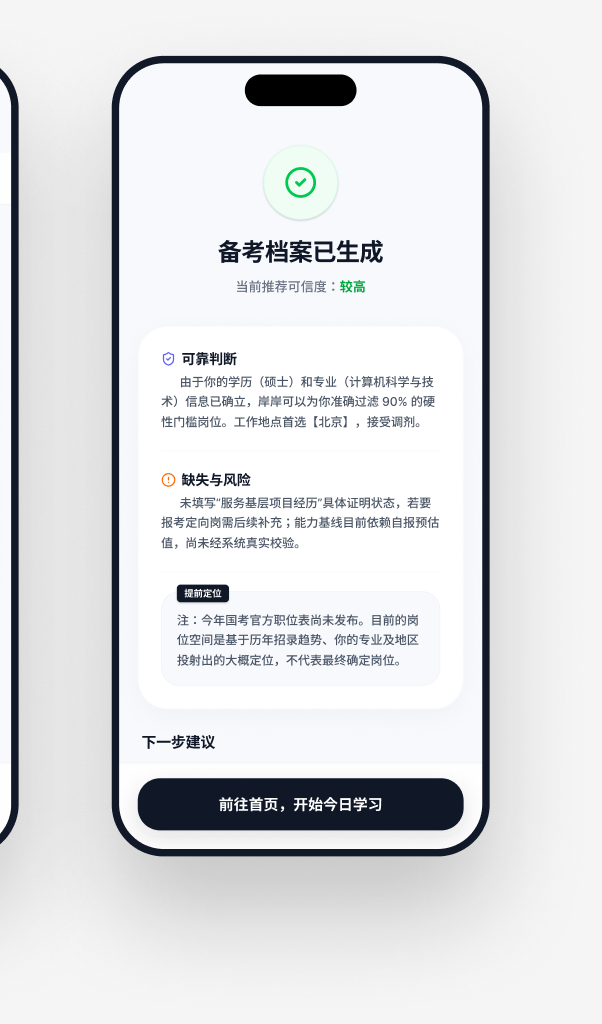 备考档案已生成
当前推荐可信度：较高
可靠判断
由于你的学历（硕士）和专业（计算机科学与技
术）信息已确立，岸岸可以为你准确过滤 90% 的硬
性门槛岗位。工作地点首选【北京】，接受调剂。
缺失与风险
未填写"服务基层项目经历"具体证明状态，若要
报考定向岗需后续补充；能力基线目前依赖自报预估
值，尚未经系统真实校验。
提前定位
注：今年国考官方职位表尚未发布。目前的岗
位空间是基于历年招录趋势、你的专业及地区
投射出的大概定位，不代表最终确定岗位。
下一步建议
前往首页，开始今日学习